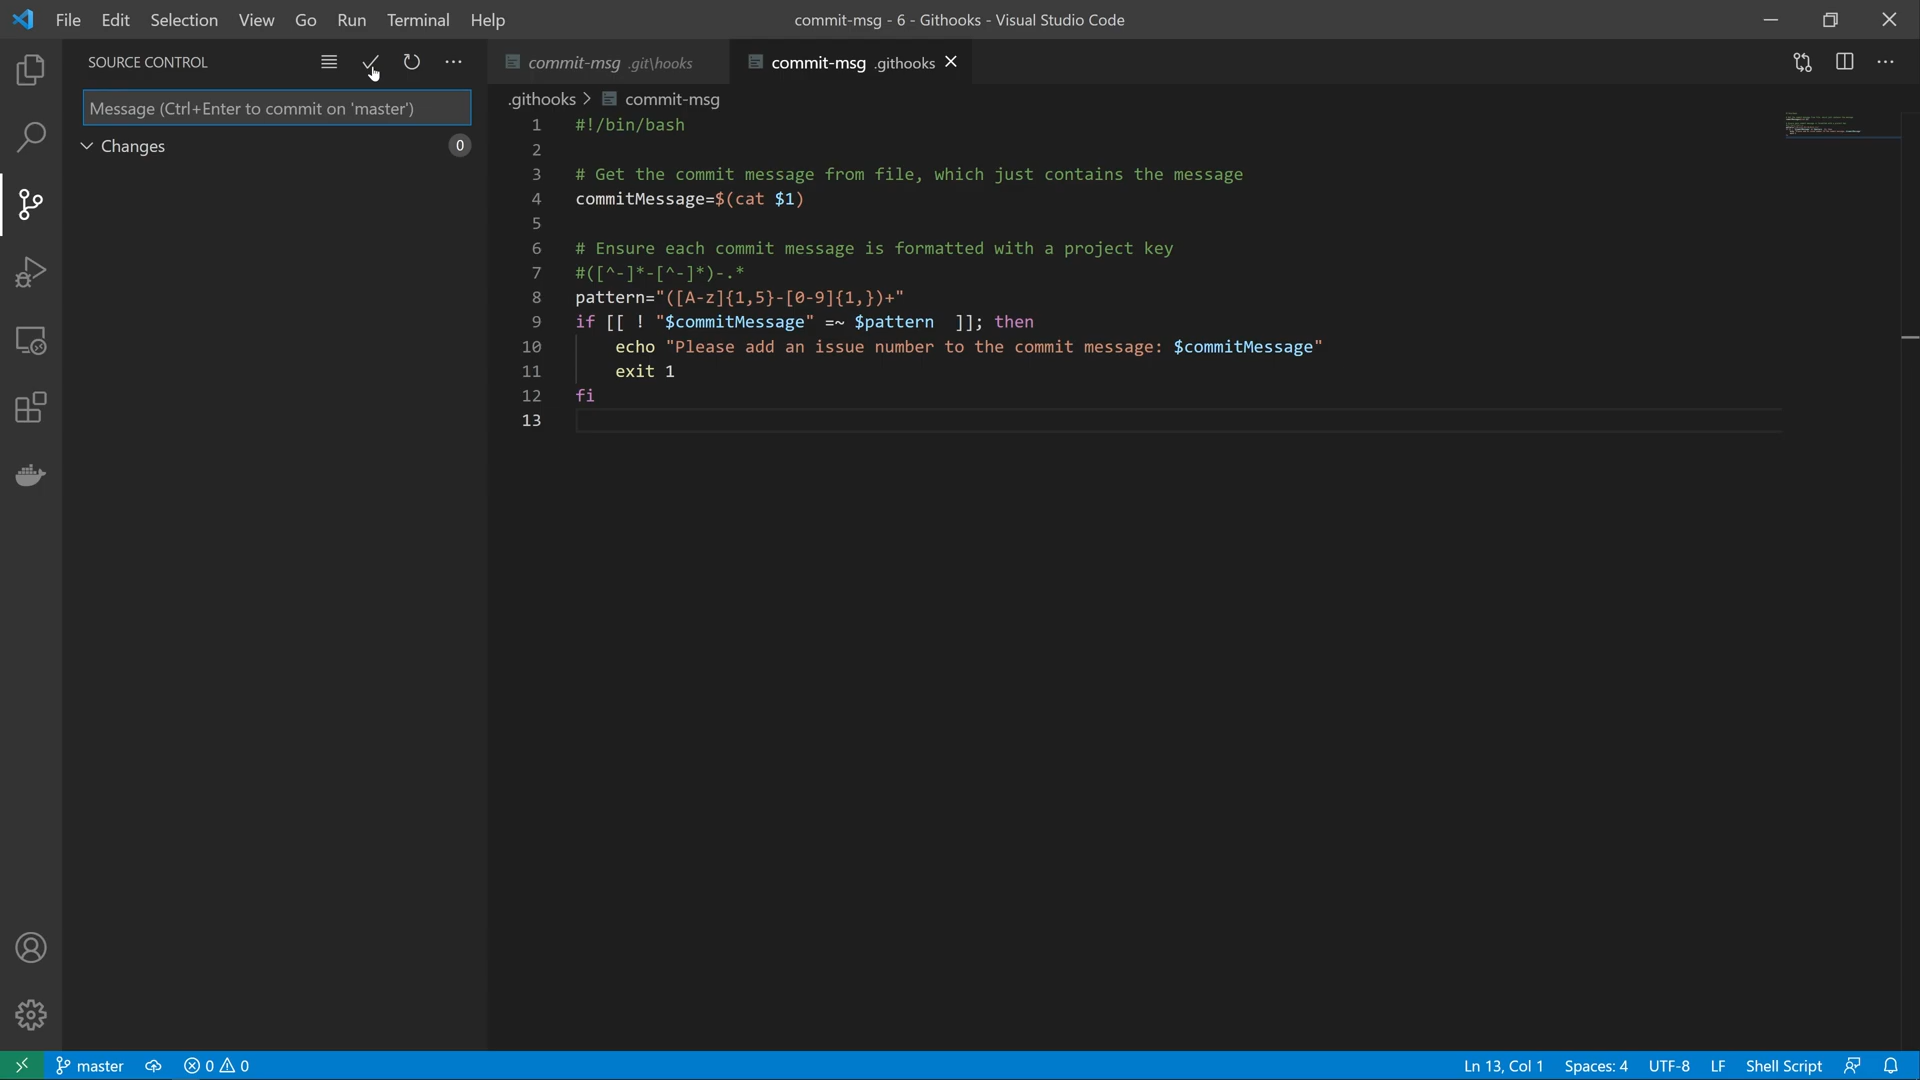 File Edit Selection View Go Run Terminal Help
commit-msg - 6 - Githooks - Visual Studio Code
SOURCE CONTROL
commit-msg .git\hooks
commit-msg .githooks
Message (Ctrl+Enter to commit on 'master')
Changes
0
.githooks > commit-msg
1 #!/bin/bash
2
3 # Get the commit message from file, which just contains the message
4 commitMessage=$(cat $1)
5
6 # Ensure each commit message is formatted with a project key
7 #([^-]*-[^-]*)-.*
8 pattern="([A-z]{1,5}-[0-9]{1,})+"
9 if [[ ! "$commitMessage" =~ $pattern  ]]; then
10 echo "Please add an issue number to the commit message: $commitMessage"
11 exit 1
12 fi
13
master
0
0
Ln 13, Col 1
Spaces: 4
UTF-8
LF
Shell Script